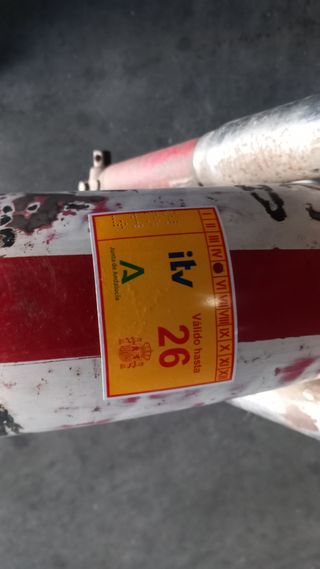 I II III IV VI VII VIII IX X XI XII
itv Válido hasta
26
Junta de Andalucía